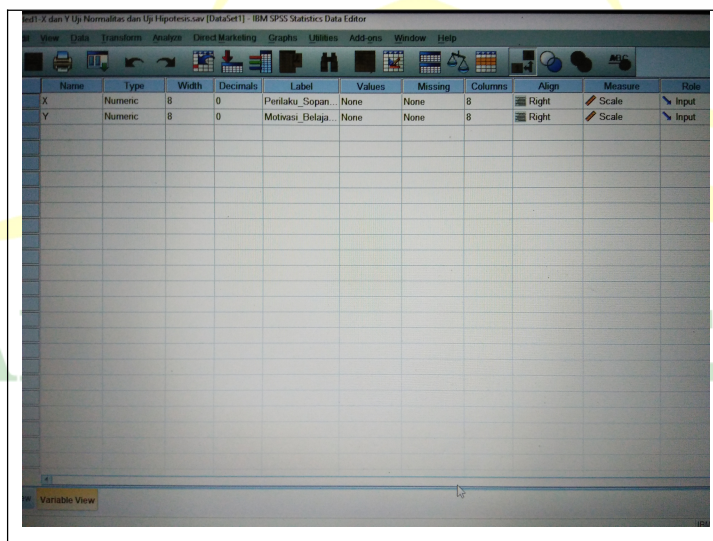 led1-X dan Y Uji Normalitas dan Uji Hipotesis.sav [DataSet1] - IBM SPSS Statistics Data Editor
View Data Transform Analyze Direct Marketing Graphs Utilities Add-ons Window Help
Name Type Width Decimals Label Values Missing Columns Align Measure Role
X Numeric 8 0 Perilaku_Sopan... None None 8 Right Scale Input
Y Numeric 8 0 Motivasi_Belaja... None None 8 Right Scale Input
Variable View